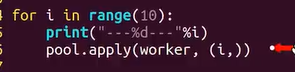 for i in range(10):
print("---%d---"%i)
pool.apply(worker, (i,))